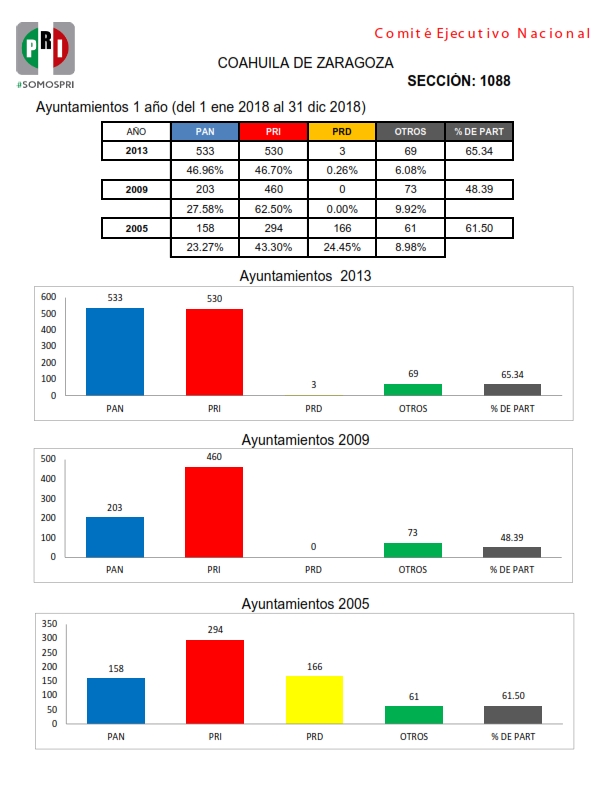 Comité Ejecutivo Nacional
PRI
#SOMOSPRI
COAHUILA DE ZARAGOZA
SECCIÓN: 1088
Ayuntamientos 1 año (del 1 ene 2018 al 31 dic 2018)
AÑO PAN PRI PRD OTROS % DE PART
2013 533 530 3 69 65.34
46.96% 46.70% 0.26% 6.08%
2009 203 460 0 73 48.39
27.58% 62.50% 0.00% 9.92%
2005 158 294 166 61 61.50
23.27% 43.30% 24.45% 8.98%
Ayuntamientos 2013
600
500
400
300
200
100
0
533
530
3
69
65.34
PAN PRI PRD OTROS % DE PART
Ayuntamientos 2009
500
400
300
200
100
0
203
460
0
73
48.39
PAN PRI PRD OTROS % DE PART
Ayuntamientos 2005
350
300
250
200
150
100
50
0
158
294
166
61
61.50
PAN PRI PRD OTROS % DE PART